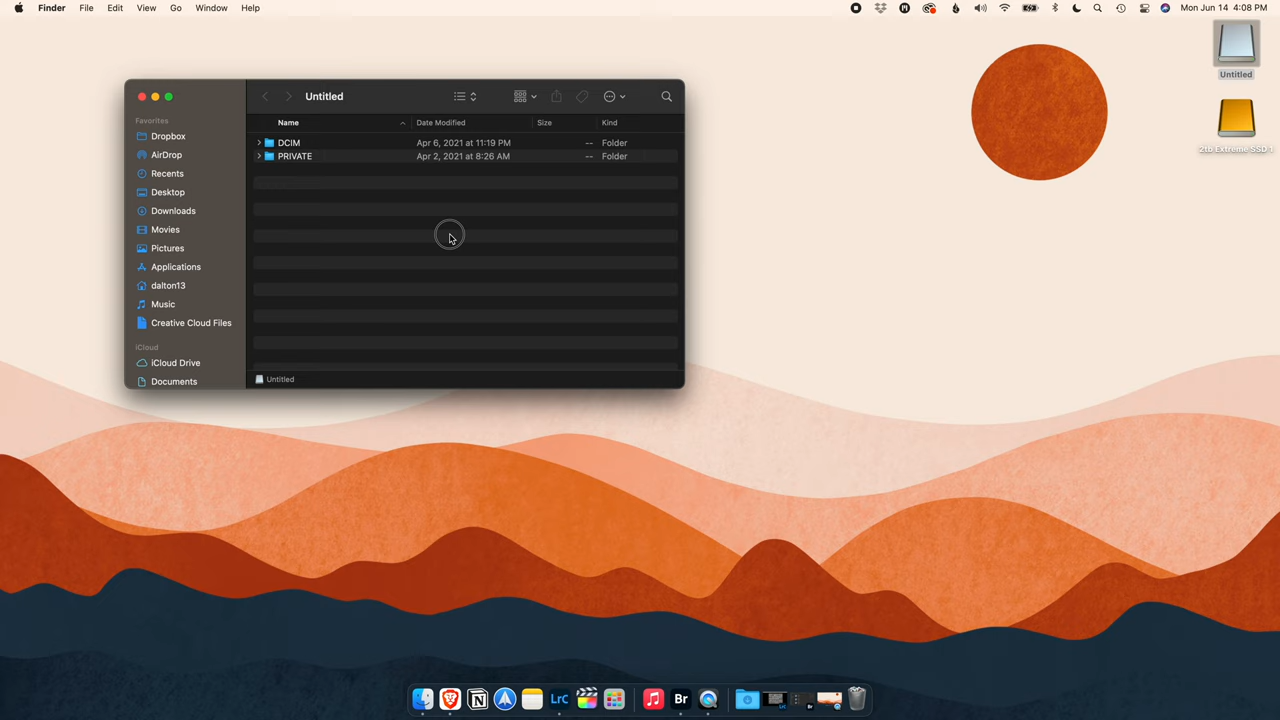 Finder File Edit View Go Window Help
Mon Jun 14 4:08 PM
Untitled
2tb Extreme SSD 1
Untitled
Name Date Modified Size Kind
DCIM Apr 6, 2021 at 11:19 PM -- Folder
PRIVATE Apr 2, 2021 at 8:26 AM -- Folder
Favorites
Dropbox
AirDrop
Recents
Desktop
Downloads
Movies
Pictures
Applications
dalton13
Music
Creative Cloud Files
iCloud
iCloud Drive
Documents
Untitled
LrC
Br